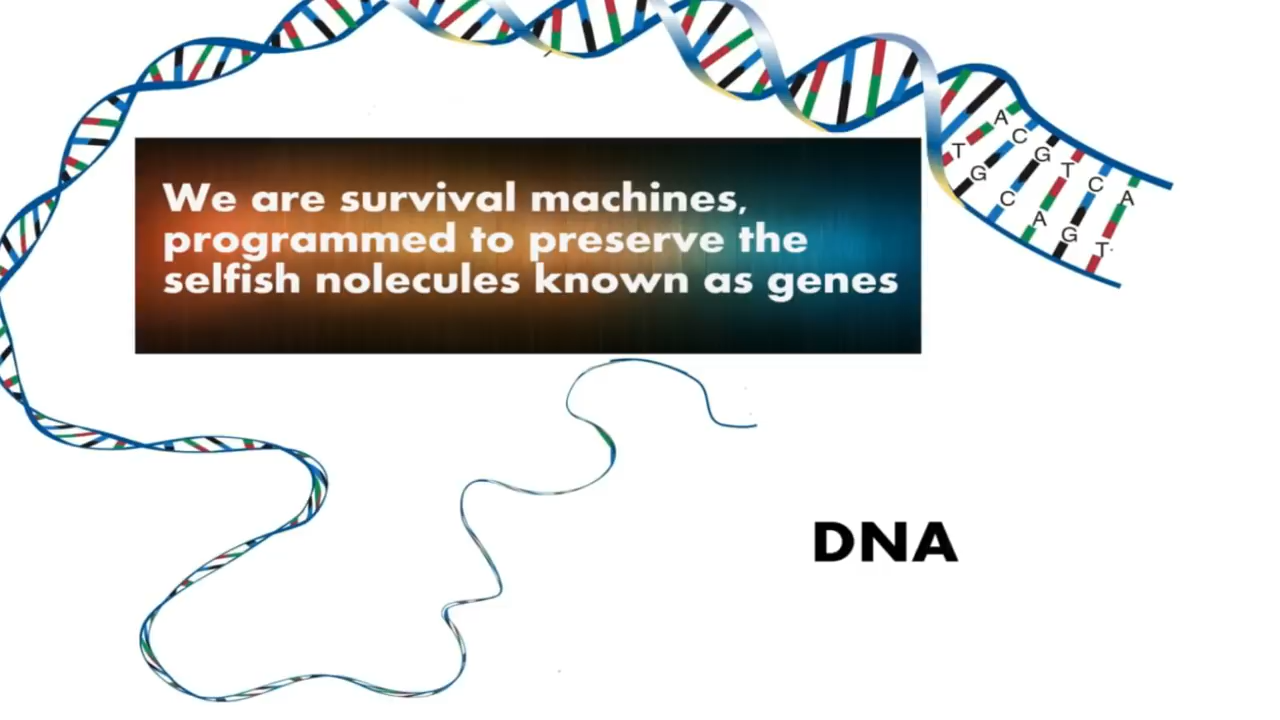 We are survival machines,
programmed to preserve the
selfish nolecules known as genes
A C G T C A
T G C A G T
DNA